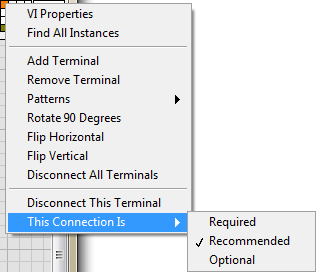 VI Properties
Find All Instances
Add Terminal
Remove Terminal
Patterns
Rotate 90 Degrees
Flip Horizontal
Flip Vertical
Disconnect All Terminals
Disconnect This Terminal
This Connection Is
Required
Recommended
Optional